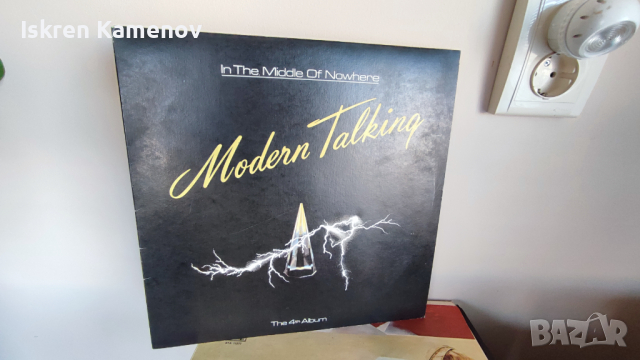 Iskren Kamenov
In The Middle Of Nowhere
Modern Talking
The 4th Album
BAZAR